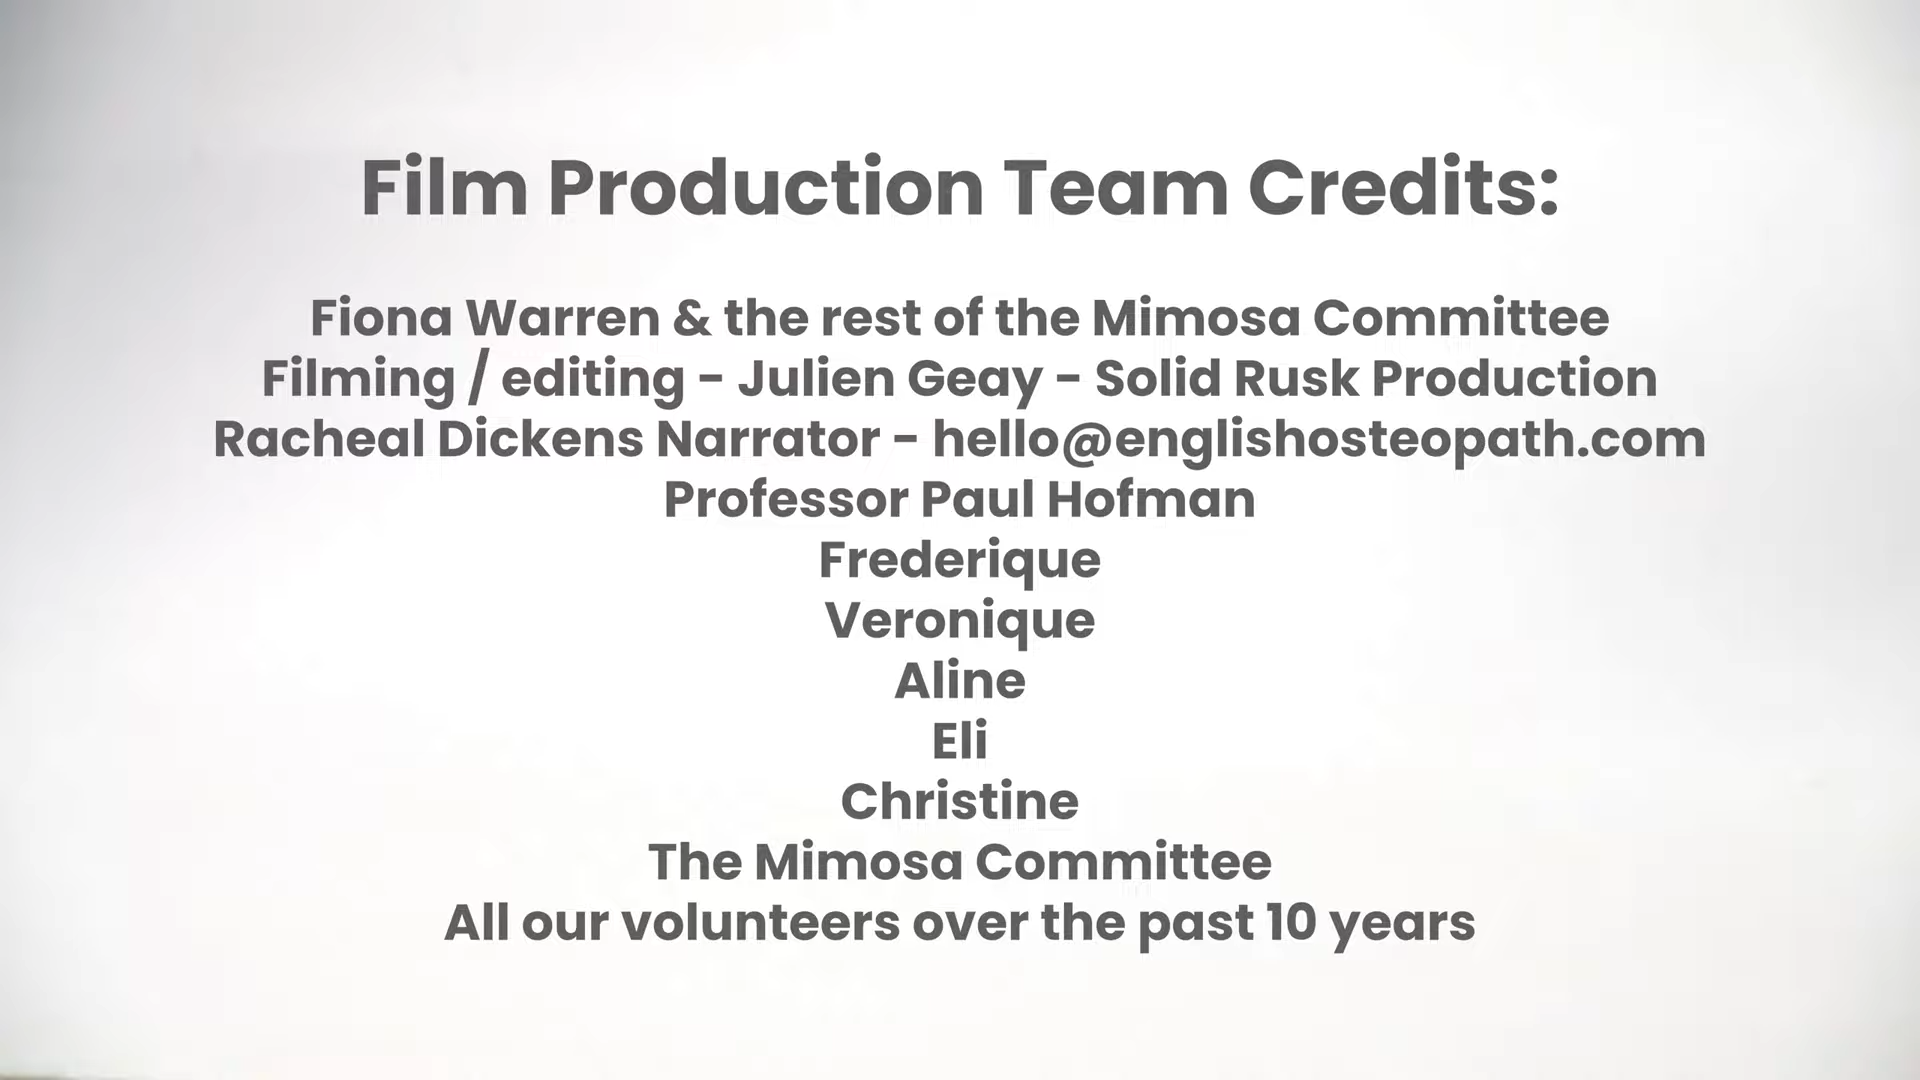 Film Production Team Credits:
Fiona Warren & the rest of the Mimosa Committee
Filming / editing - Julien Geay - Solid Rusk Production
Racheal Dickens Narrator - hello@englishosteopath.com
Professor Paul Hofman
Frederique
Veronique
Aline
Eli
Christine
The Mimosa Committee
All our volunteers over the past 10 years